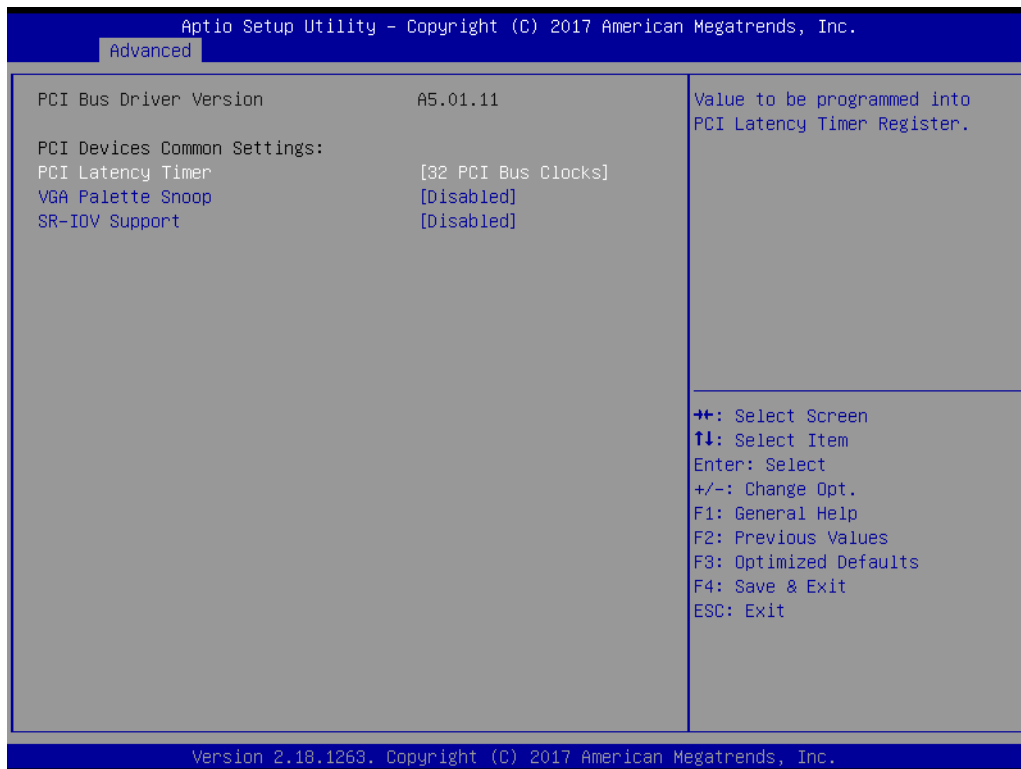 Aptio Setup Utility – Copyright (C) 2017 American Megatrends, Inc.
Advanced
PCI Bus Driver Version A5.01.11
PCI Devices Common Settings:
PCI Latency Timer [32 PCI Bus Clocks]
VGA Palette Snoop [Disabled]
SR-IOV Support [Disabled]
Value to be programmed into
PCI Latency Timer Register.
→←: Select Screen
↑↓: Select Item
Enter: Select
+/-: Change Opt.
F1: General Help
F2: Previous Values
F3: Optimized Defaults
F4: Save & Exit
ESC: Exit
Version 2.18.1263. Copyright (C) 2017 American Megatrends, Inc.